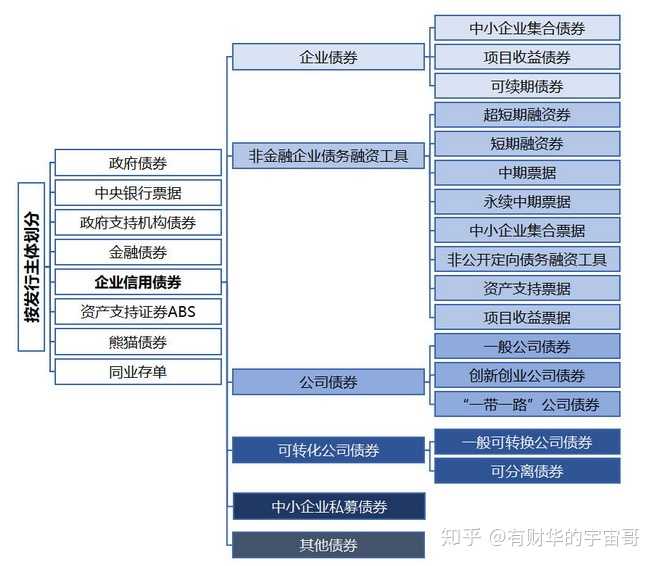 按发行主体划分
政府债券
中央银行票据
政府支持机构债券
金融债券
企业信用债券
资产支持证券ABS
熊猫债券
同业存单
企业债券
中小企业集合债券
项目收益债券
可续期债券
非金融企业债务融资工具
超短期融资券
短期融资券
中期票据
永续中期票据
中小企业集合票据
非公开定向债务融资工具
资产支持票据
项目收益票据
公司债券
一般公司债券
创新创业公司债券
“一带一路”公司债券
可转化公司债券
一般可转换公司债券
可分离债券
中小企业私募债券
其他债券
知乎 @有财华的宇宙哥